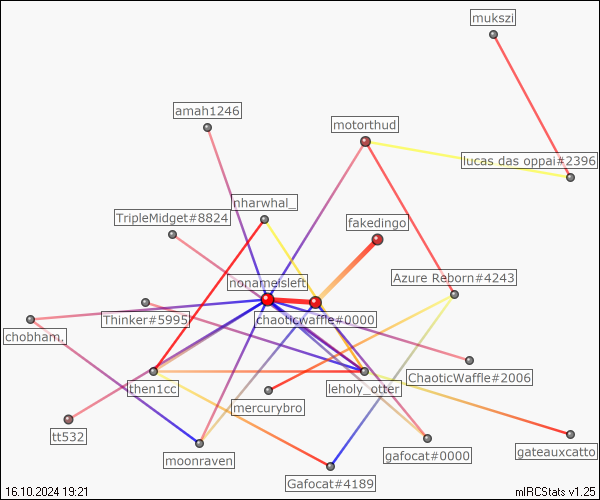 mukszi
amah1246
motorthud
lucas das oppai#2396
nharwhal_
TripleMidget#8824
fakedingo
nonameisleft
Azure Reborn#4243
Thinker#5995
chaoticwaffle#0000
chobham.
then1cc
leholy_otter
ChaoticWaffle#2006
mercurybro
tt532
moonraven
gafocat#0000
gateauxcatto
Gafocat#4189
16.10.2024 19:21
mIRCStats v1.25